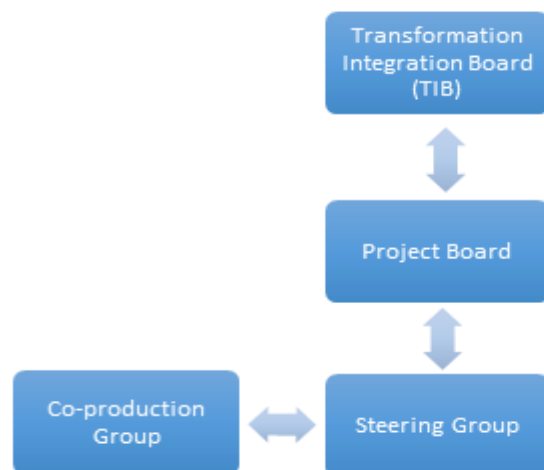 Transformation
Integration Board
(TIB)
Project Board
Co-production
Group
Steering Group